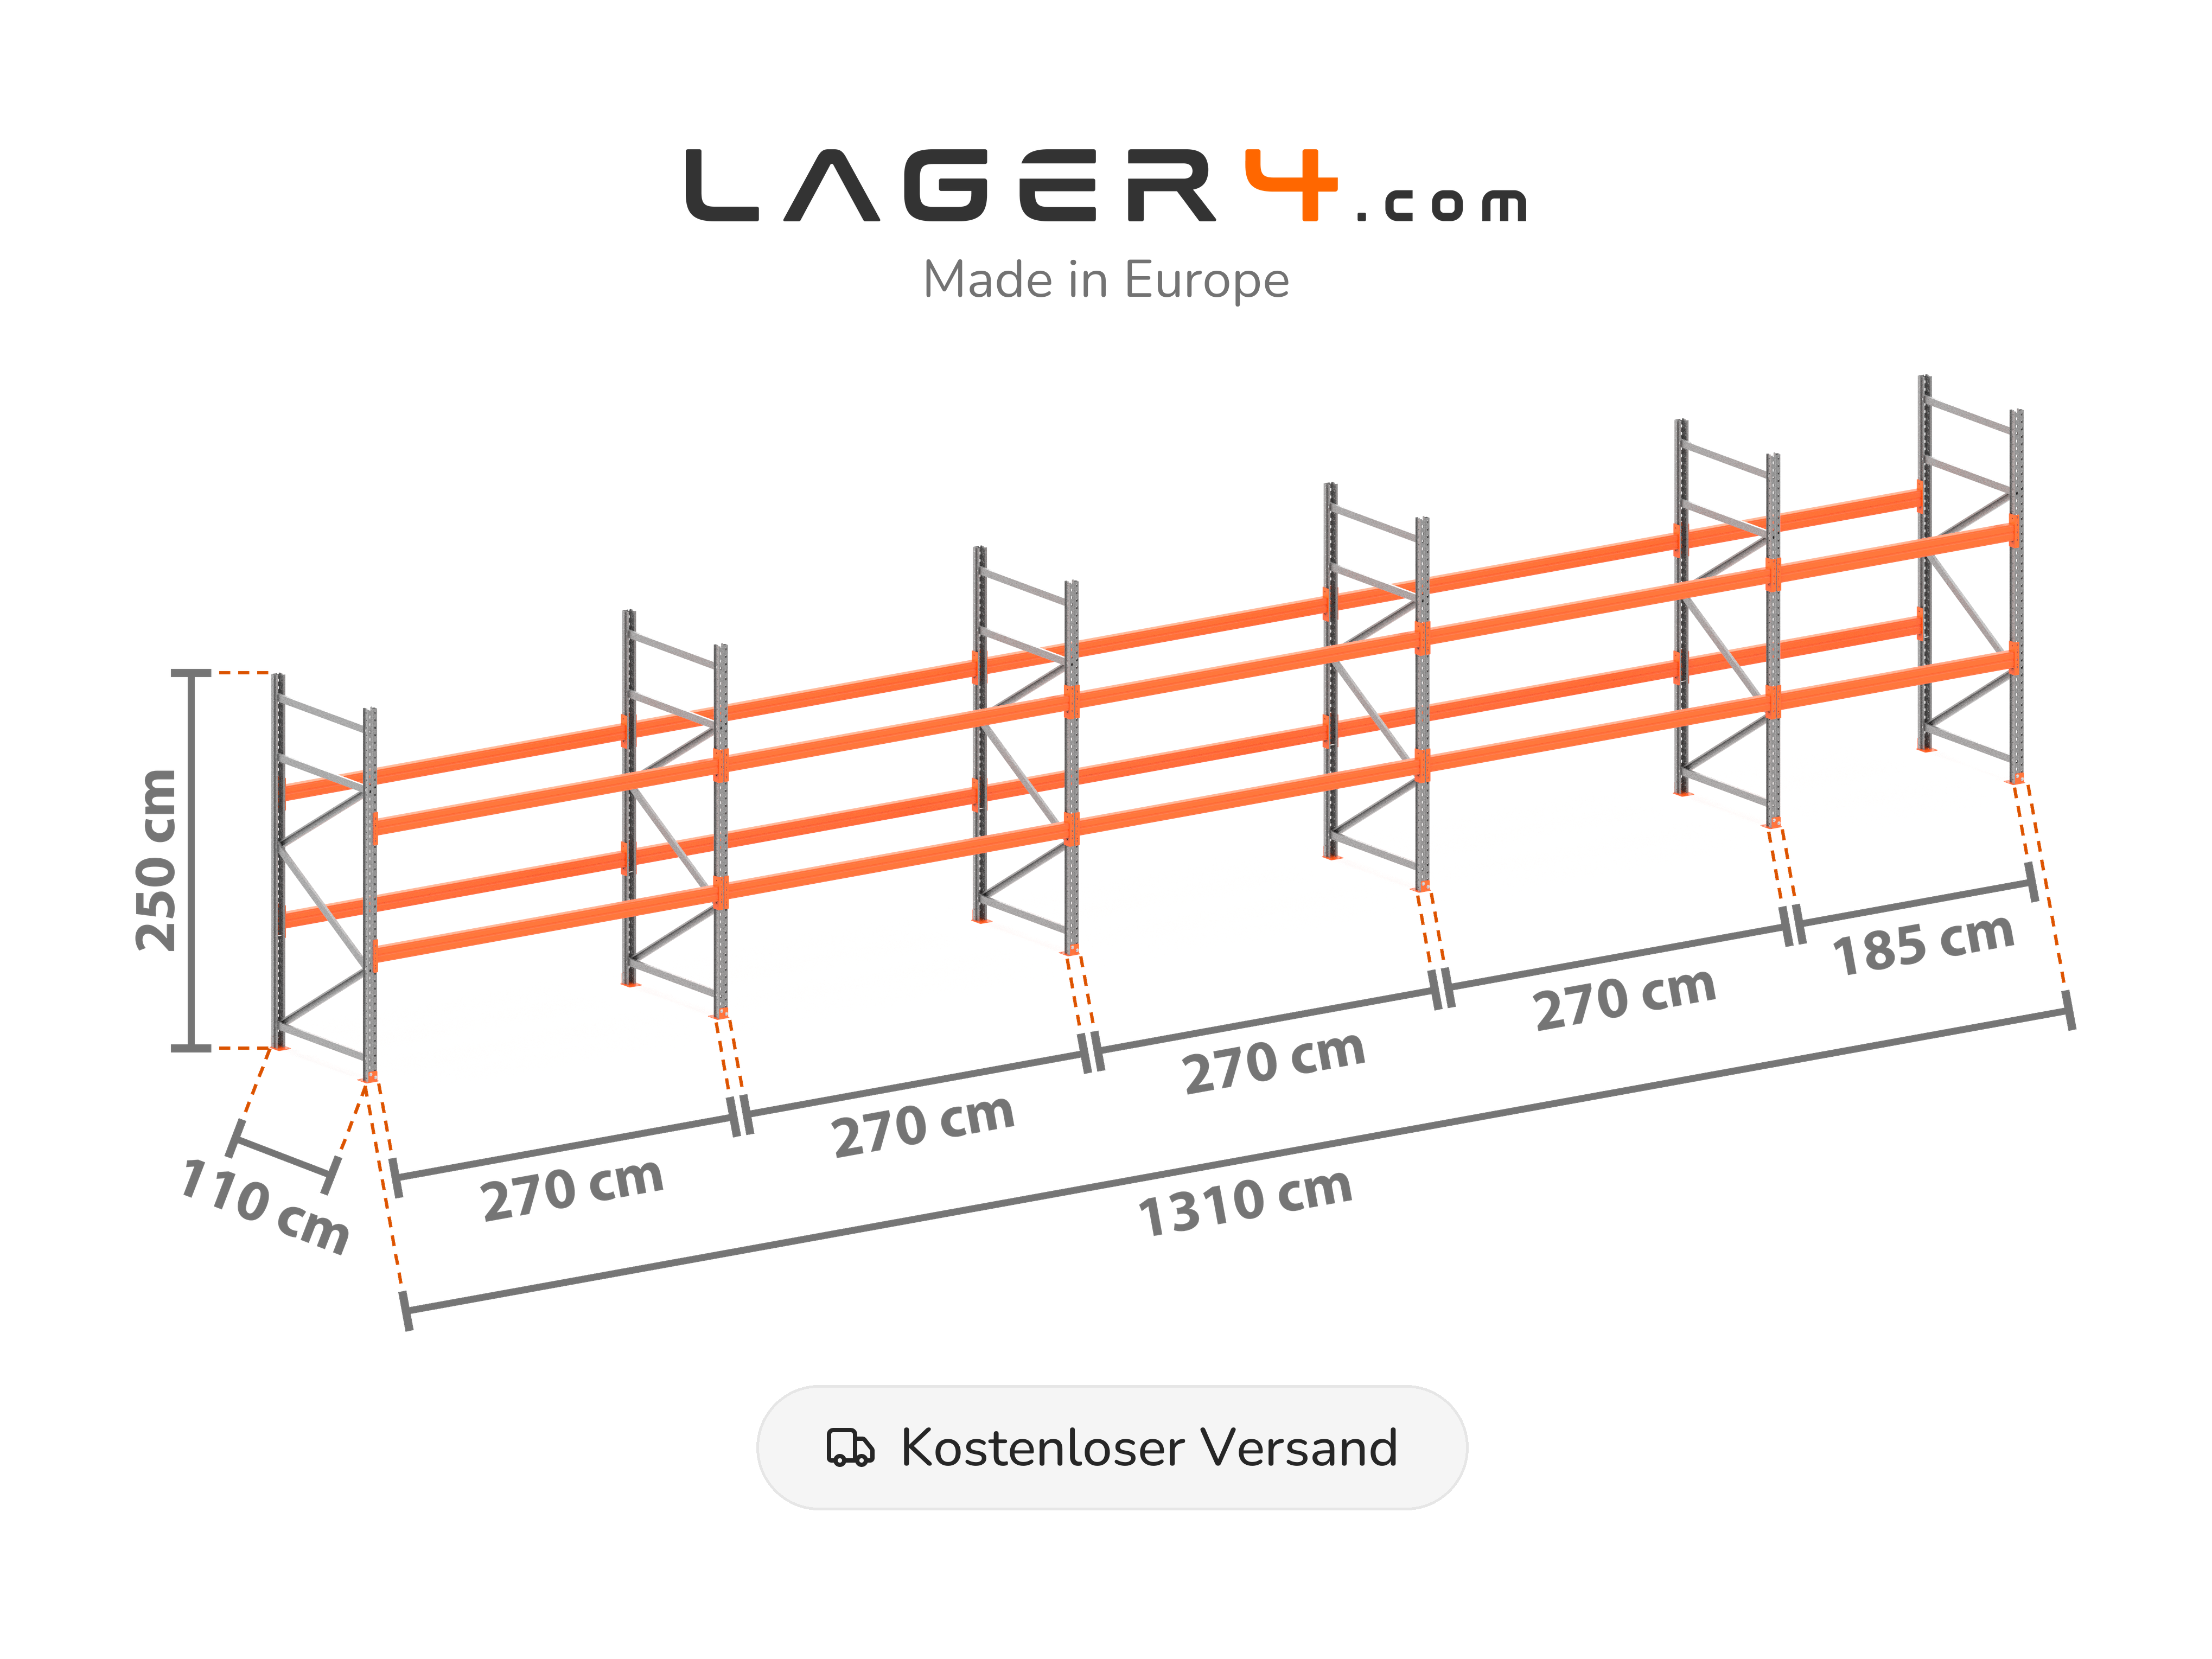 LAGER4.com
Made in Europe
250 cm
110 cm
270 cm
270 cm
270 cm
270 cm
185 cm
1310 cm
Kostenloser Versand